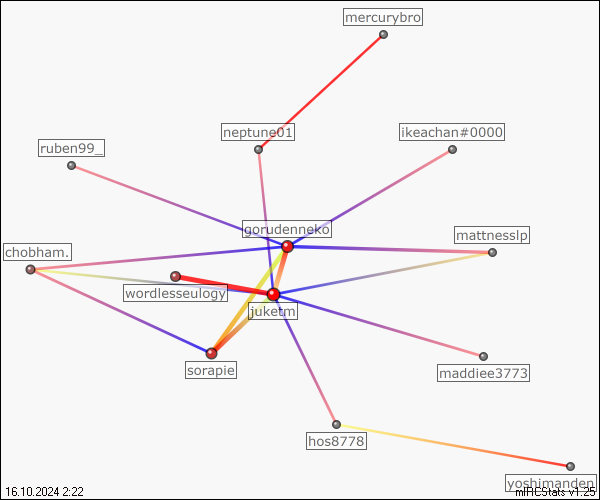 mercurybro
neptune01
ikeachan#0000
ruben99_
gorudenneko
mattnesslp
chobham.
wordlesseulogy
juketm
sorapie
maddiee3773
hos8778
yoshimanden
16.10.2024 2:22
mIRCStats v1.25